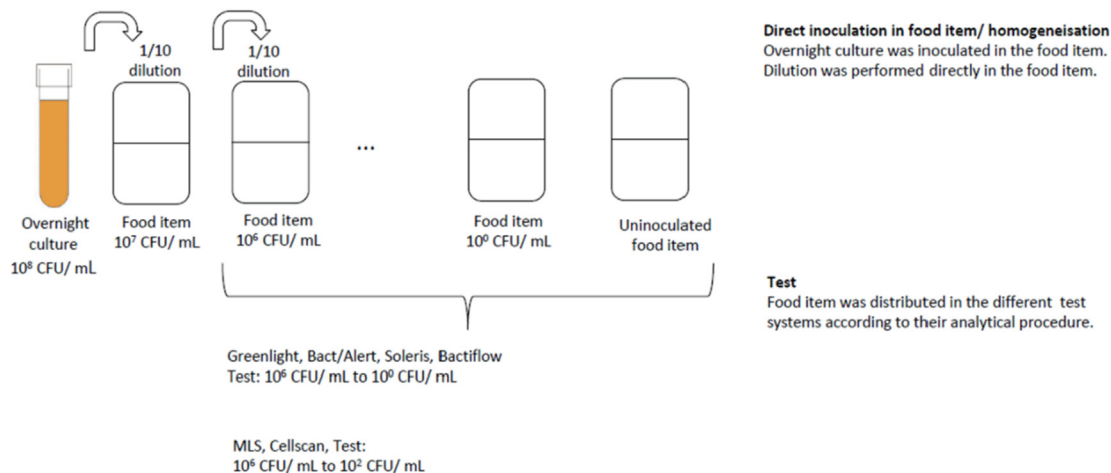 1/10
dilution
1/10
dilution
...
Overnight
culture
10⁸ CFU/ mL
Food item
10⁷ CFU/ mL
Food item
10⁶ CFU/ mL
Food item
10⁰ CFU/ mL
Uninoculated
food item
Direct inoculation in food item/ homogeneisation
Overnight culture was inoculated in the food item.
Dilution was performed directly in the food item.
Test
Food item was distributed in the different test
systems according to their analytical procedure.
Greenlight, Bact/Alert, Soleris, Bactiflow
Test: 10⁶ CFU/ mL to 10⁰ CFU/ mL
MLS, Cellscan, Test:
10⁶ CFU/ mL to 10² CFU/ mL